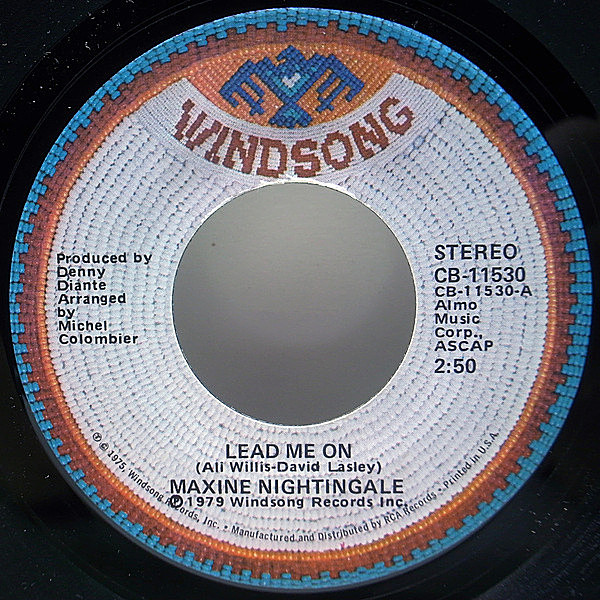 WINDSONG
Produced by
Denny
Diante
Arranged
by
Michel
Colombier
STEREO
CB-11530
CB-11530-A
Almo
Music
Corp.,
ASCAP
2:50
LEAD ME ON
(Ali Willis-David Lasley)
MAXINE NIGHTINGALE
Ⓟ 1979 Windsong Records Inc.
Ⓟ © 1975, Windsong Records, Inc. • Manufactured and Distributed by RCA Records • Printed in U.S.A.